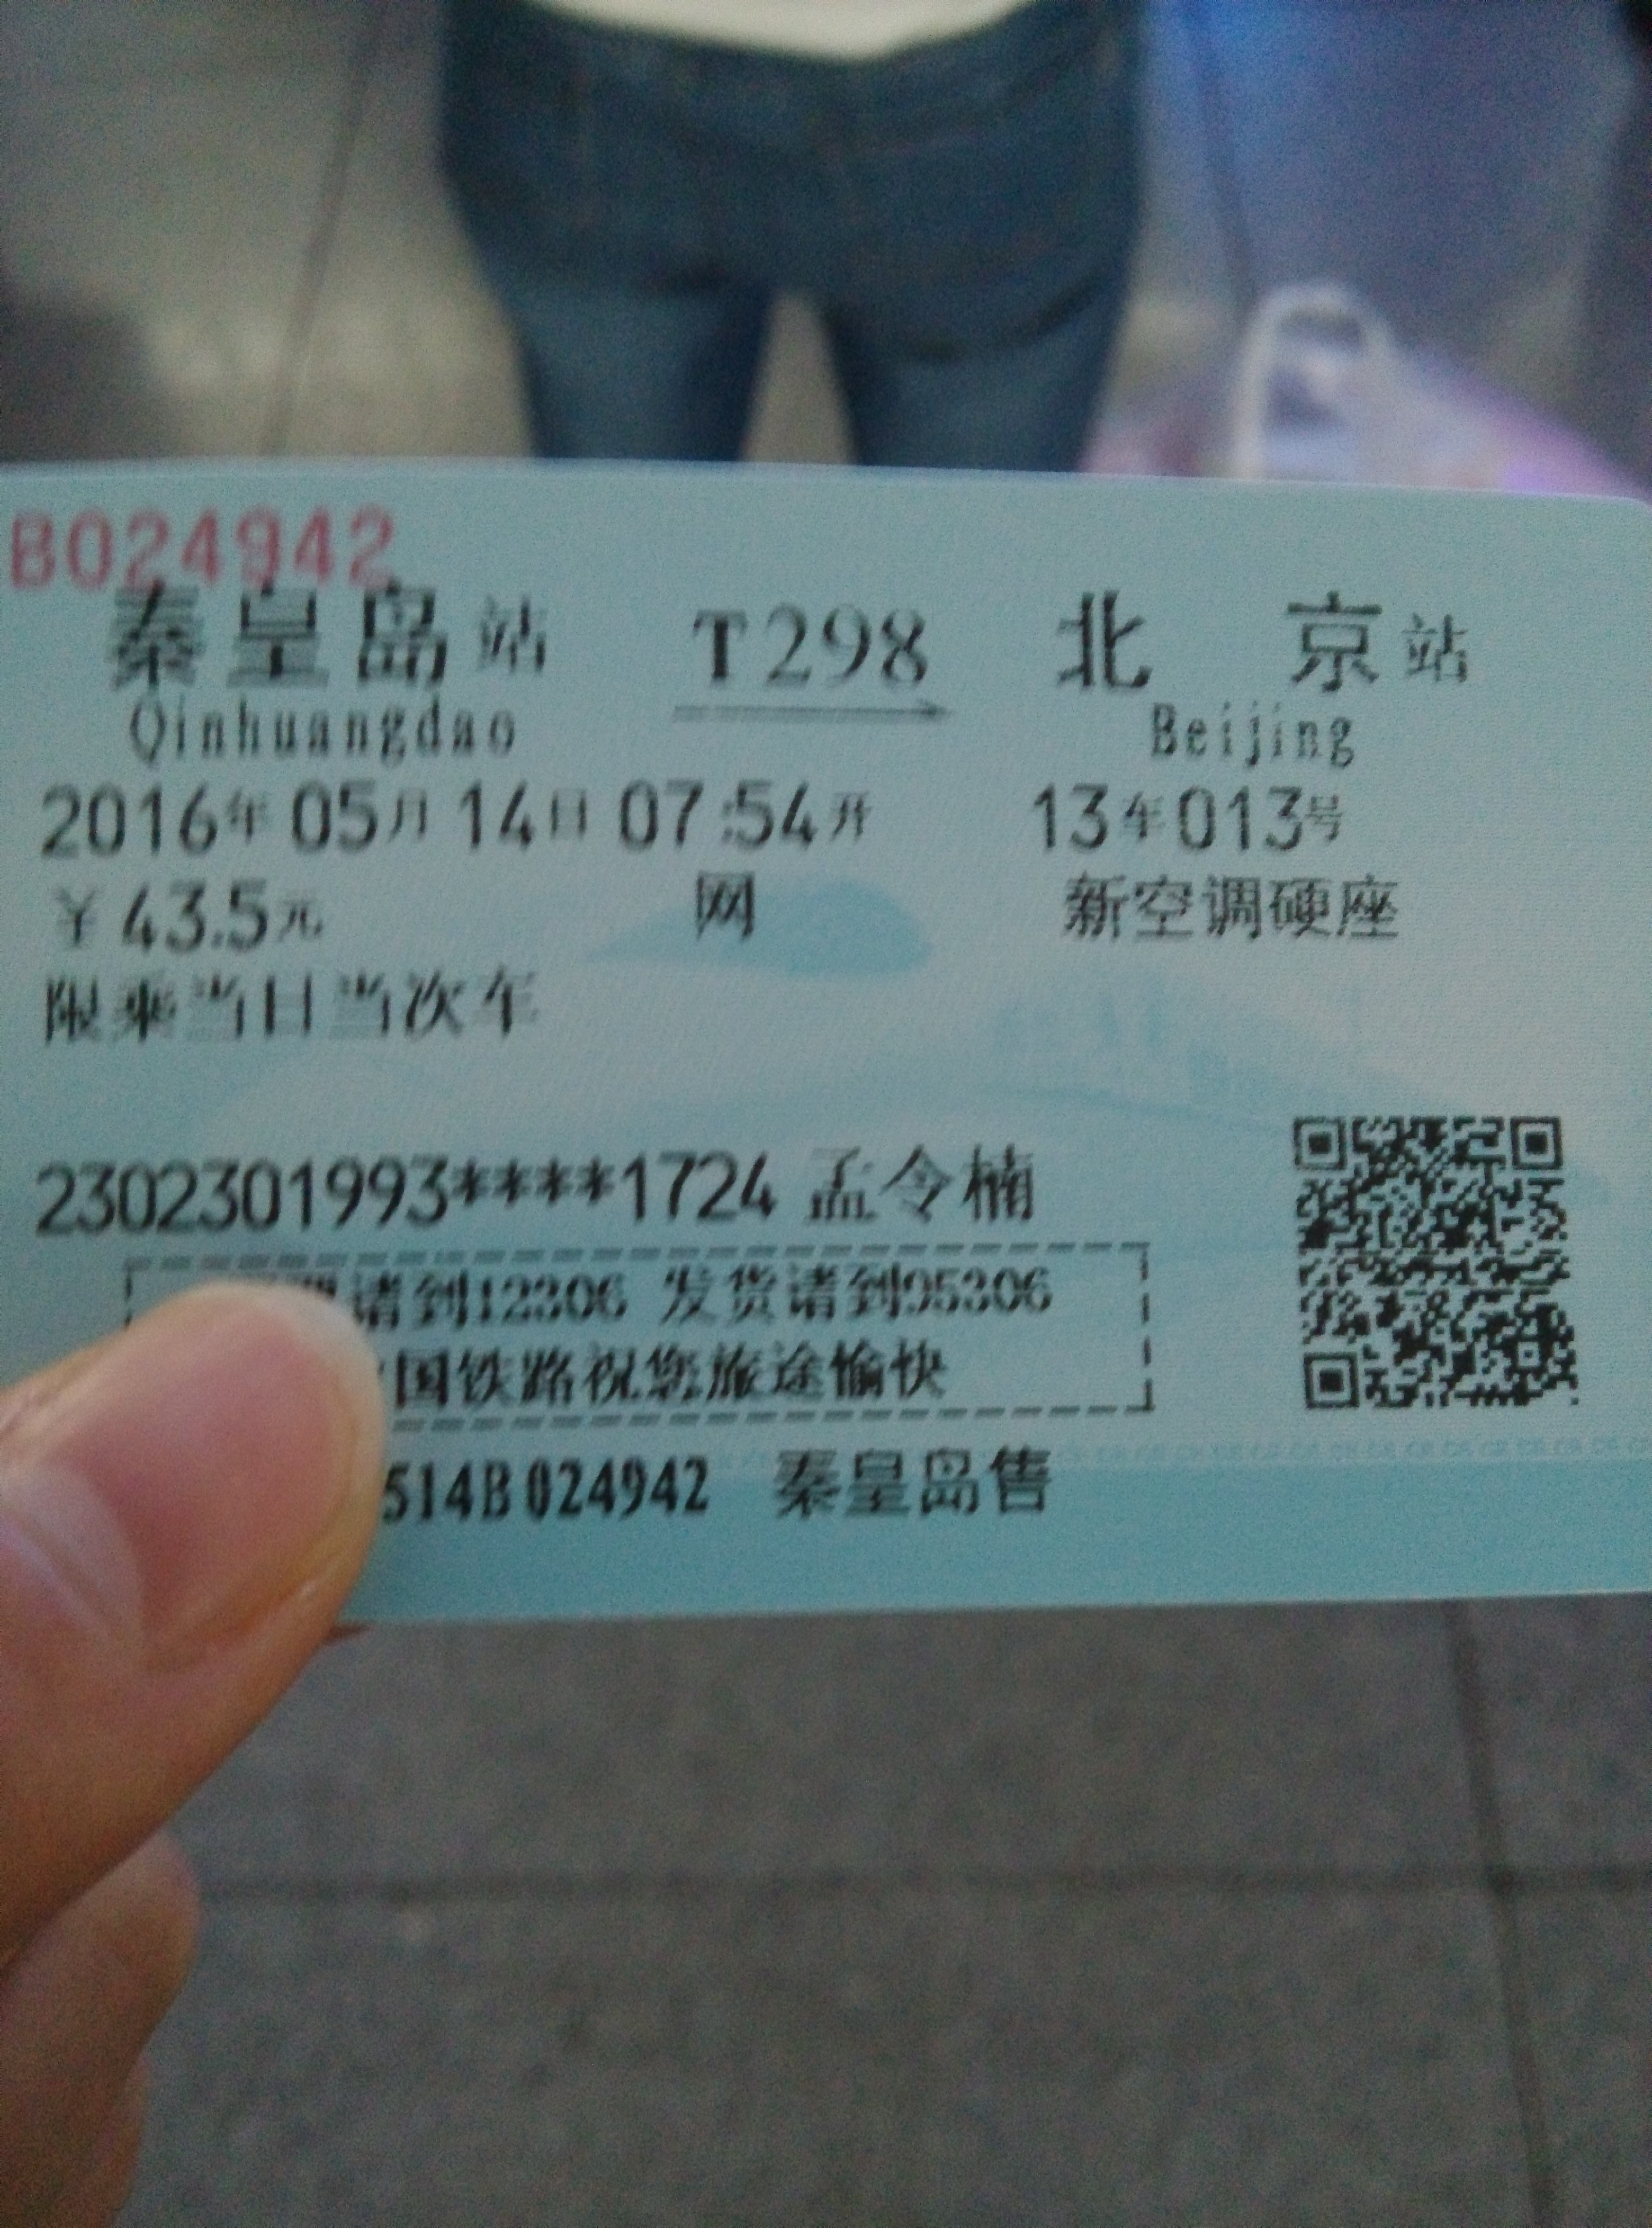 B024942
秦皇岛站 T298 北京站
Qinhuangdao Beijing
2016年05月14日07:54开 13车013号
￥43.5元 网 新空调硬座
限乘当日当次车
2302301993****1724 孟令楠
请到12306 发货请到95306
国铁路祝您旅途愉快
514B024942 秦皇岛售